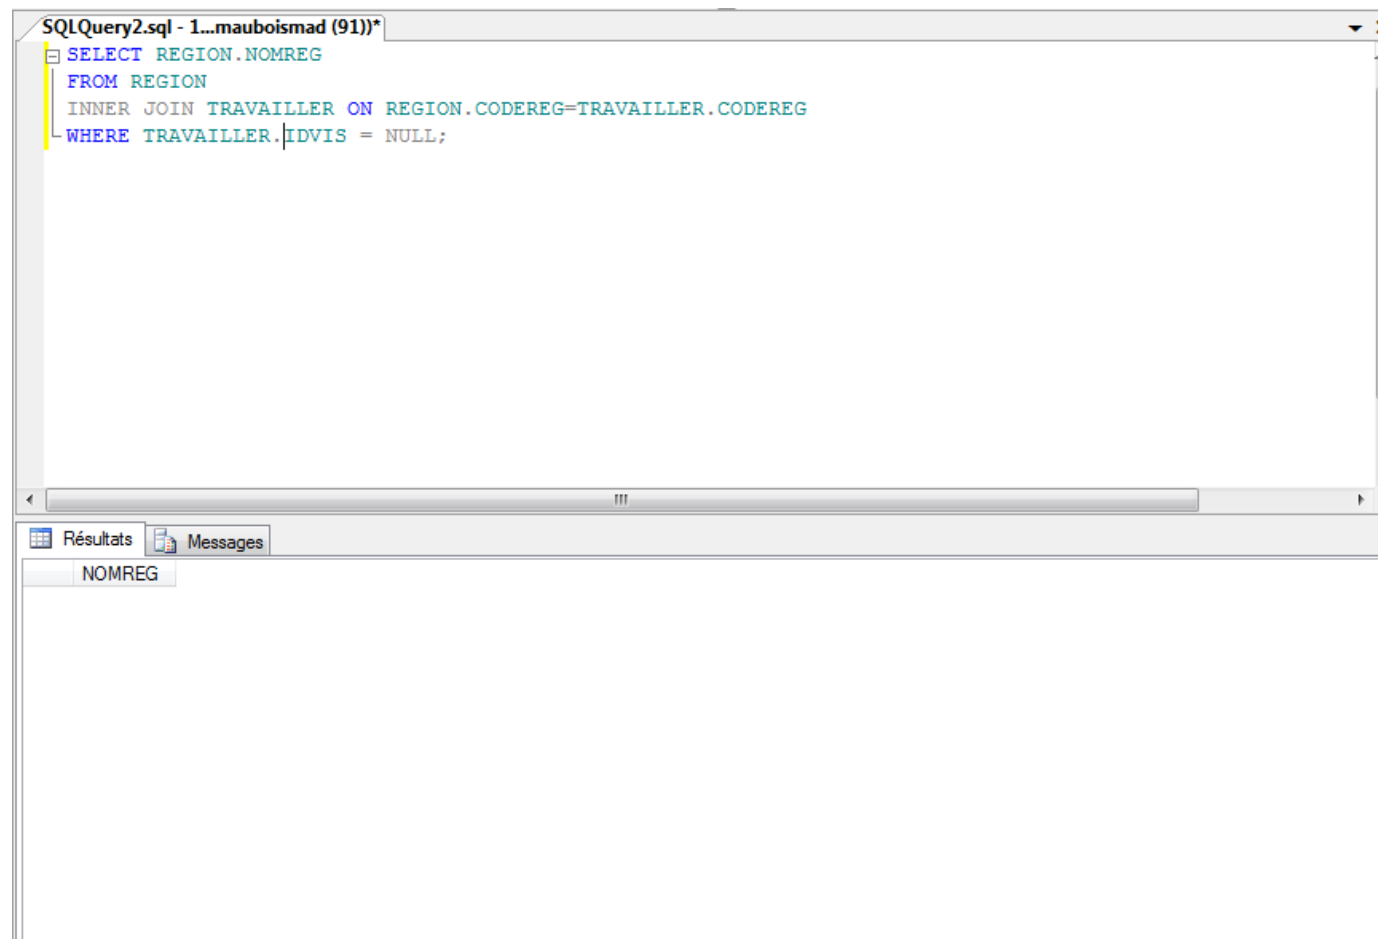 SQLQuery2.sql - 1...mauboismad (91))*
SELECT REGION.NOMREG
FROM REGION
INNER JOIN TRAVAILLER ON REGION.CODEREG=TRAVAILLER.CODEREG
WHERE TRAVAILLER.IDVIS = NULL;
Résultats Messages
NOMREG